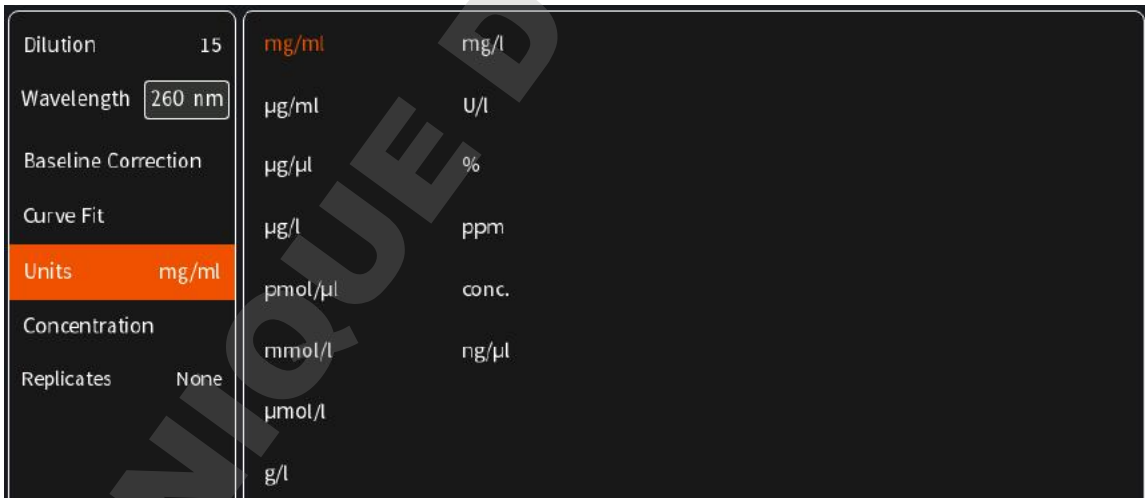 Dilution 15
Wavelength 260 nm
Baseline Correction
Curve Fit
Units mg/ml
Concentration
Replicates None
mg/ml mg/l
µg/ml U/l
µg/µl %
µg/l ppm
pmol/µl conc.
mmol/l ng/µl
µmol/l
g/l
NIQUE D